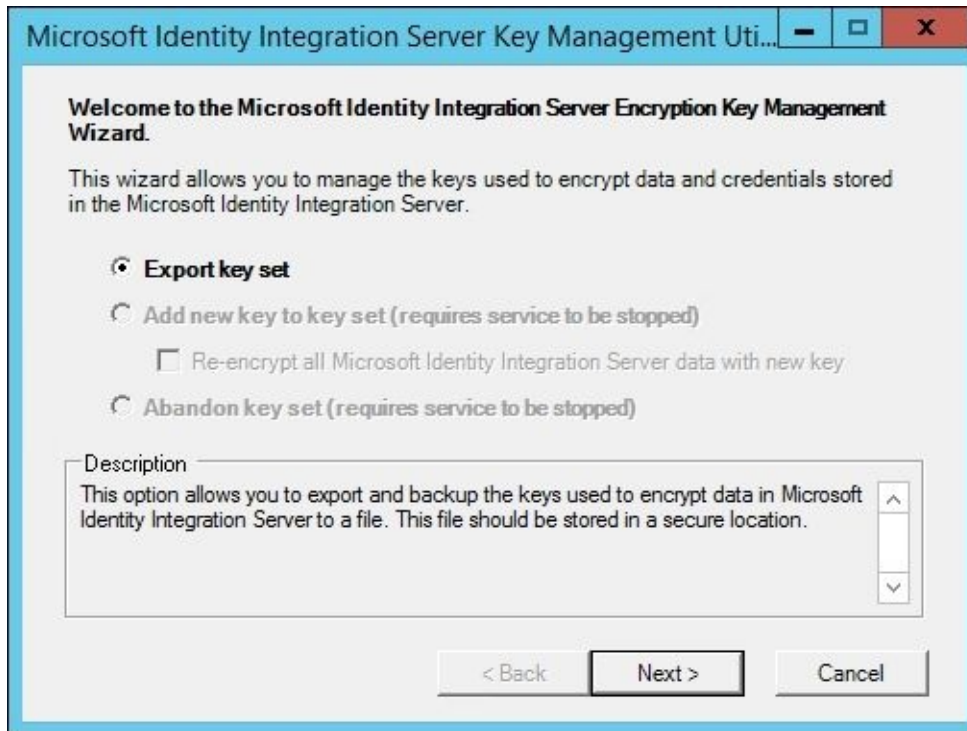 Microsoft Identity Integration Server Key Management Uti...
Welcome to the Microsoft Identity Integration Server Encryption Key Management
Wizard.
This wizard allows you to manage the keys used to encrypt data and credentials stored
in the Microsoft Identity Integration Server.
Export key set
Add new key to key set (requires service to be stopped)
Re-encrypt all Microsoft Identity Integration Server data with new key
Abandon key set (requires service to be stopped)
Description
This option allows you to export and backup the keys used to encrypt data in Microsoft
Identity Integration Server to a file. This file should be stored in a secure location.
< Back Next > Cancel